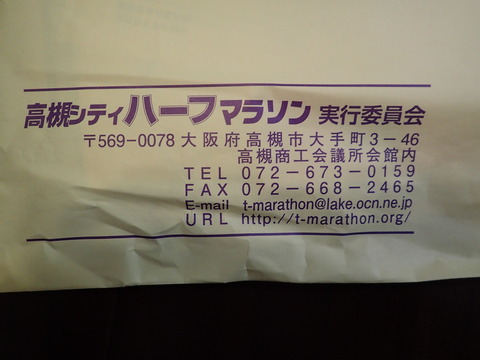 高槻シティハーフマラソン 実行委員会
〒569-0078 大阪府高槻市大手町3-46
高槻商工会議所会館内
TEL 072-673-0159
FAX 072-668-2465
E-mail t-marathon@lake.ocn.ne.jp
URL http://t-marathon.org/